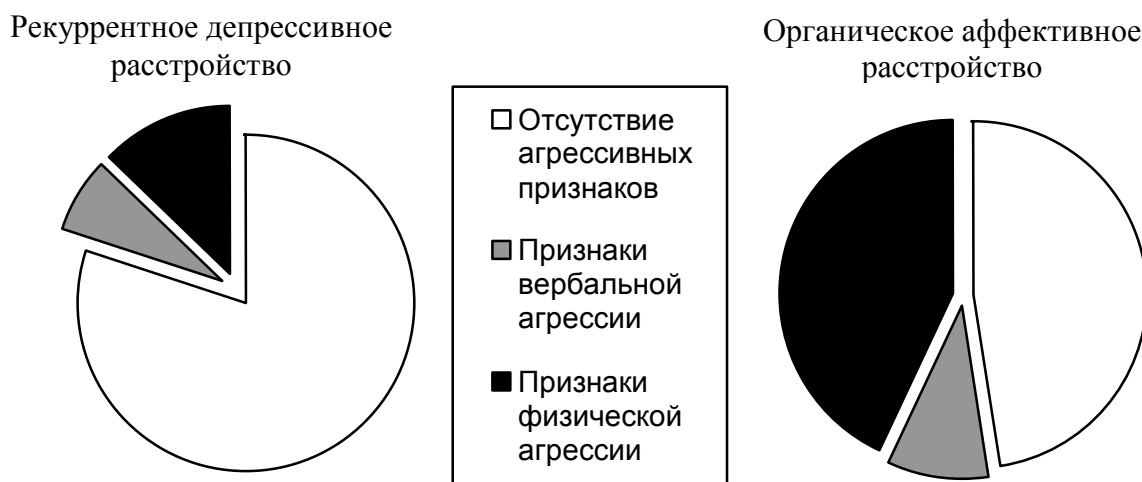 Рекуррентное депрессивное
расстройство
Органическое аффективное
расстройство
Отсутствие
агрессивных
признаков
Признаки
вербальной
агрессии
Признаки
физической
агрессии